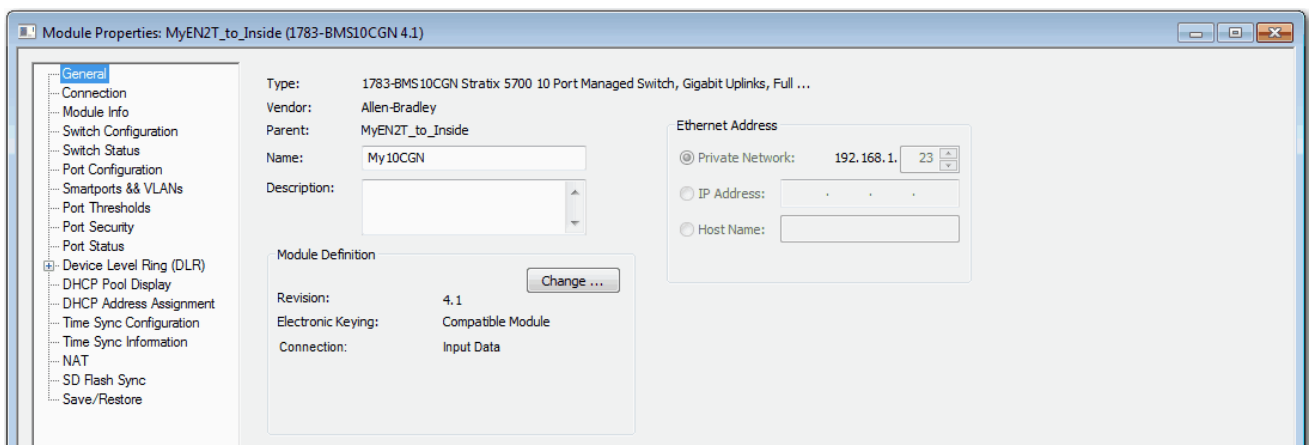 Module Properties: MyEN2T_to_Inside (1783-BMS10CGN 4.1)
General
Connection
Module Info
Switch Configuration
Switch Status
Port Configuration
Smartports && VLANs
Port Thresholds
Port Security
Port Status
Device Level Ring (DLR)
DHCP Pool Display
DHCP Address Assignment
Time Sync Configuration
Time Sync Information
NAT
SD Flash Sync
Save/Restore
Type: 1783-BMS10CGN Stratix 5700 10 Port Managed Switch, Gigabit Uplinks, Full ...
Vendor: Allen-Bradley
Parent: MyEN2T_to_Inside
Name: My10CGN
Description:
Module Definition
Change ...
Revision: 4.1
Electronic Keying: Compatible Module
Connection: Input Data
Ethernet Address
Private Network: 192.168.1. 23
IP Address: . . .
Host Name: